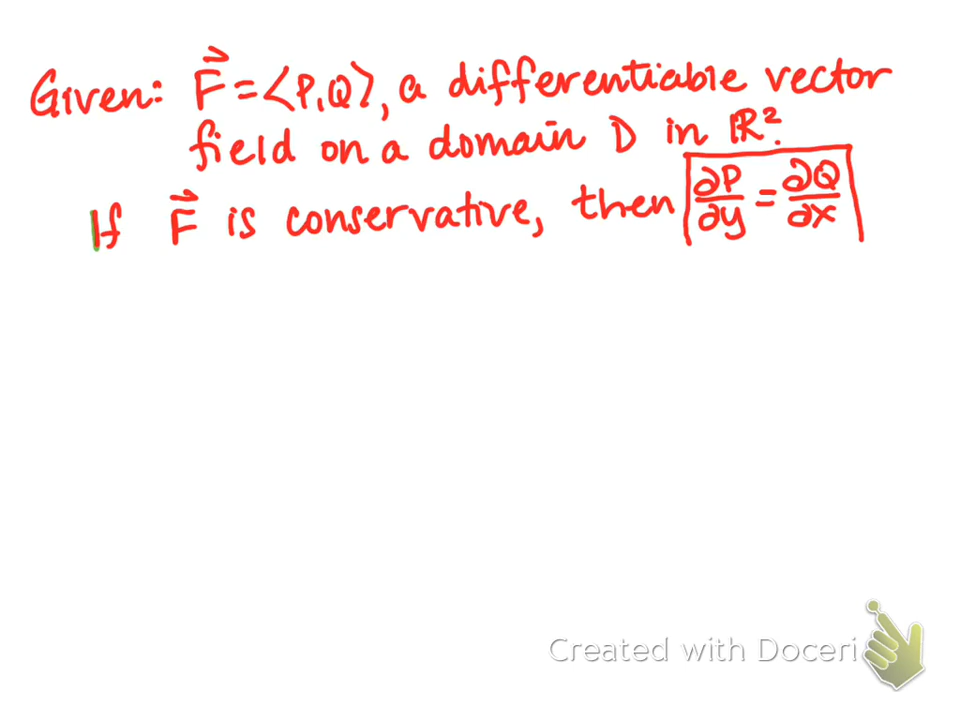 Given: F⃗ = ⟨P, Q⟩, a differentiable vector
field on a domain D in ℝ².
If F⃗ is conservative, then ∂P/∂y = ∂Q/∂x
Created with Doceri